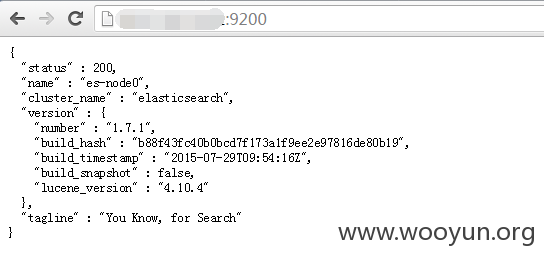 :9200
{
"status" : 200,
"name" : "es-node0",
"cluster_name" : "elasticsearch",
"version" : {
"number" : "1.7.1",
"build_hash" : "b88f43fc40b0bcd7f173a1f9ee2e97816de80b19",
"build_timestamp" : "2015-07-29T09:54:16Z",
"build_snapshot" : false,
"lucene_version" : "4.10.4"
},
"tagline" : "You Know, for Search"
}
www.wooyun.org